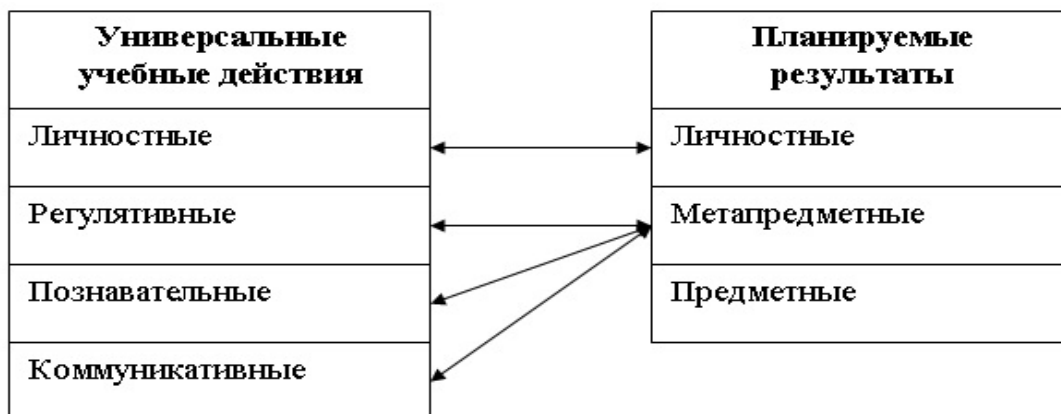 Универсальные
учебные действия
Личностные
Регулятивные
Познавательные
Коммуникативные
Планируемые
результаты
Личностные
Метапредметные
Предметные